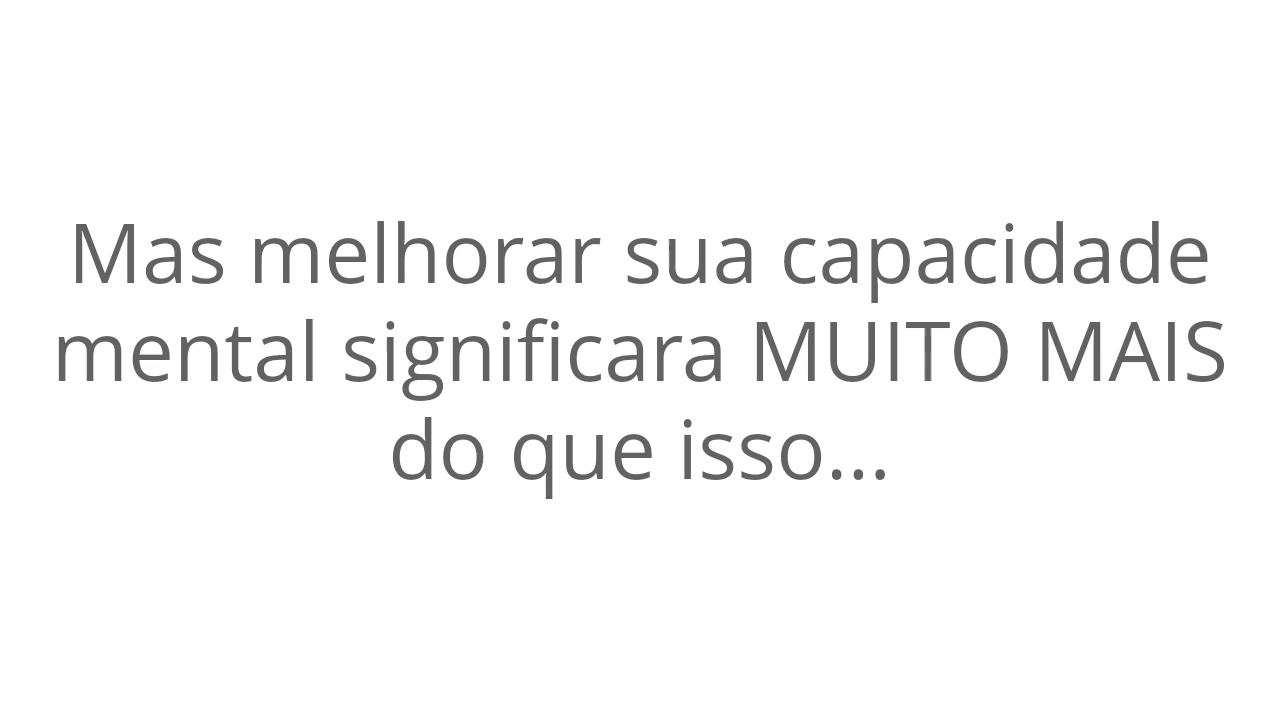 Mas melhorar sua capacidade
mental significara MUITO MAIS
do que isso...